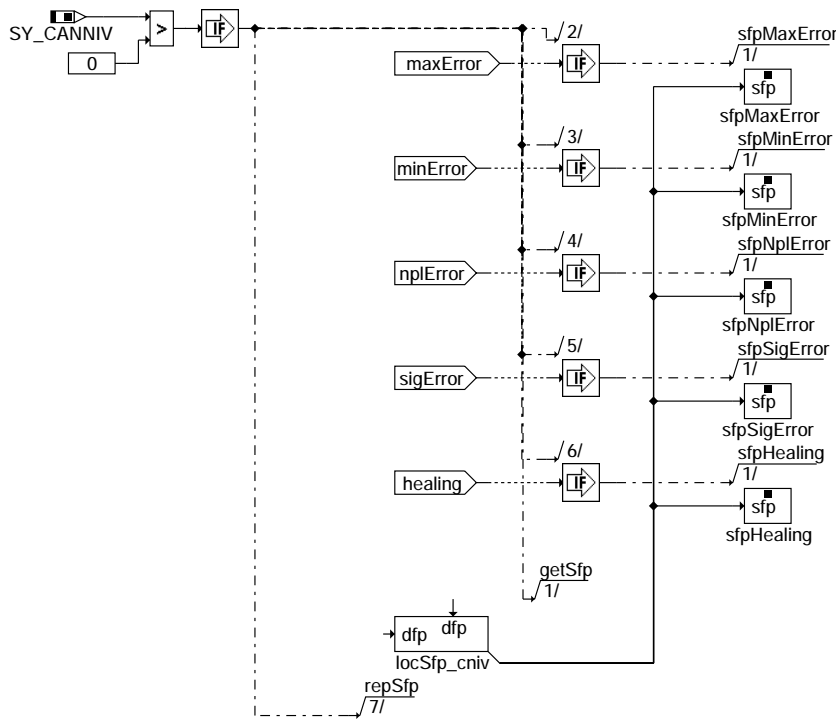 SY_CANNIV
>
IF
0
2/
maxError
IF
sfpMaxError
1/
sfp
sfpMaxError
3/
minError
IF
sfpMinError
1/
sfp
sfpMinError
4/
nplError
IF
sfpNplError
1/
sfp
sfpNplError
5/
sigError
IF
sfpSigError
1/
sfp
sfpSigError
6/
healing
IF
sfpHealing
1/
sfp
sfpHealing
getSfp
1/
dfp
dfp
locSfp_cniv
repSfp
7/